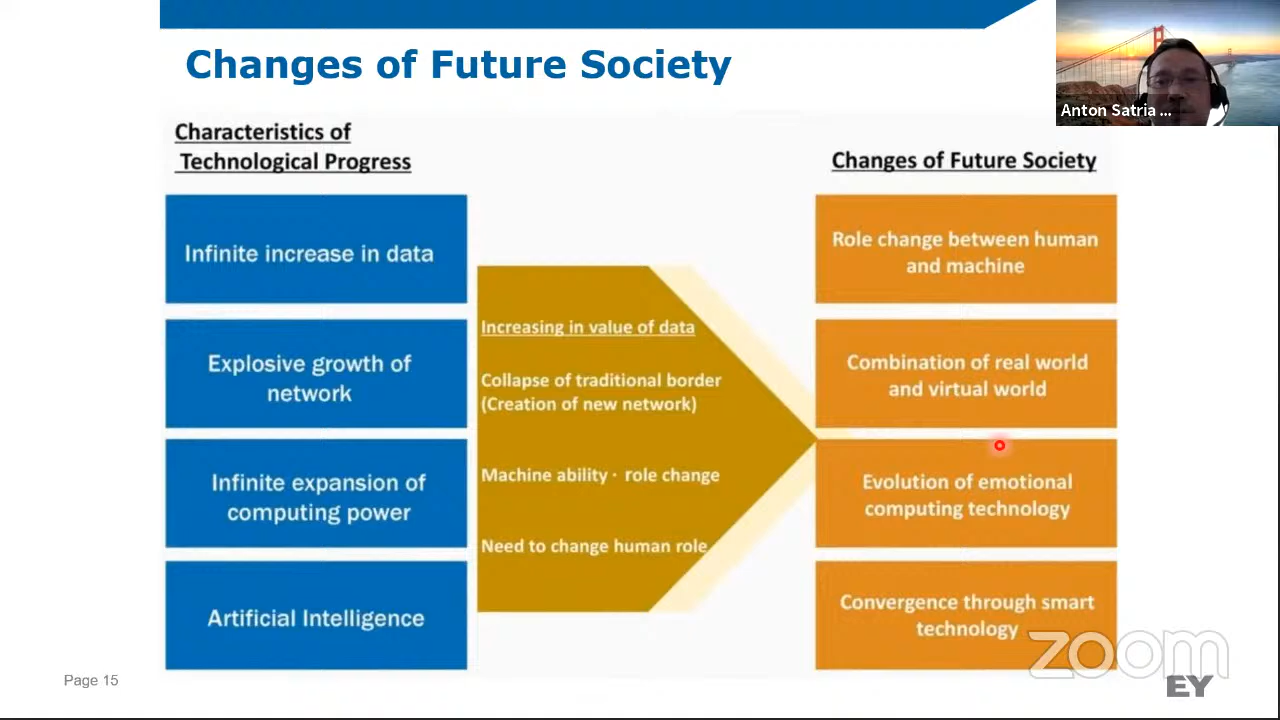 Changes of Future Society
Anton Satria ...
Characteristics of
Technological Progress
Infinite increase in data
Explosive growth of
network
Infinite expansion of
computing power
Artificial Intelligence
Increasing in value of data
Collapse of traditional border
(Creation of new network)
Machine ability · role change
Need to change human role
Changes of Future Society
Role change between human
and machine
Combination of real world
and virtual world
Evolution of emotional
computing technology
Convergence through smart
technology
zoom
EY
Page 15